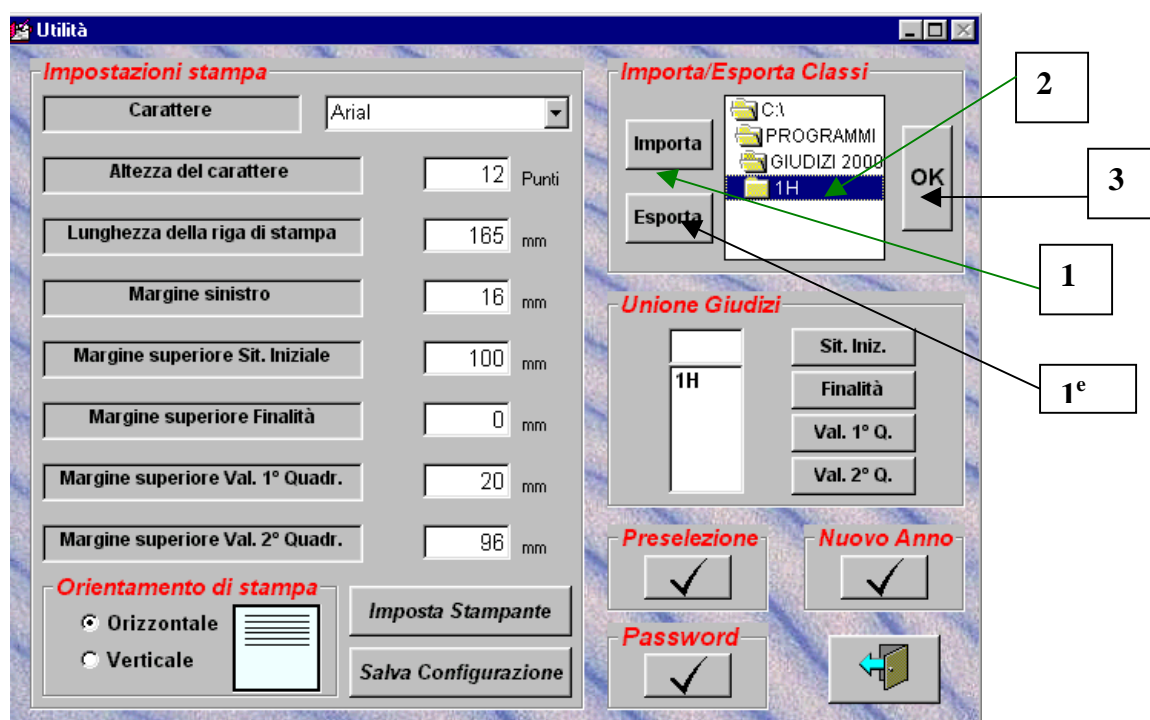 Utilità
Impostazioni stampa
Carattere
Arial
Altezza del carattere
12 Punti
Lunghezza della riga di stampa
165 mm
Margine sinistro
16 mm
Margine superiore Sit. Iniziale
100 mm
Margine superiore Finalità
0 mm
Margine superiore Val. 1° Quadr.
20 mm
Margine superiore Val. 2° Quadr.
96 mm
Orientamento di stampa
Orizzontale
Verticale
Imposta Stampante
Salva Configurazione
Importa/Esporta Classi
Importa
Esporta
C:\
PROGRAMMI
GIUDIZI 2000
1H
OK
Unione Giudizi
1H
Sit. Iniz.
Finalità
Val. 1° Q.
Val. 2° Q.
Preselezione
Nuovo Anno
Password
2
3
1
1e